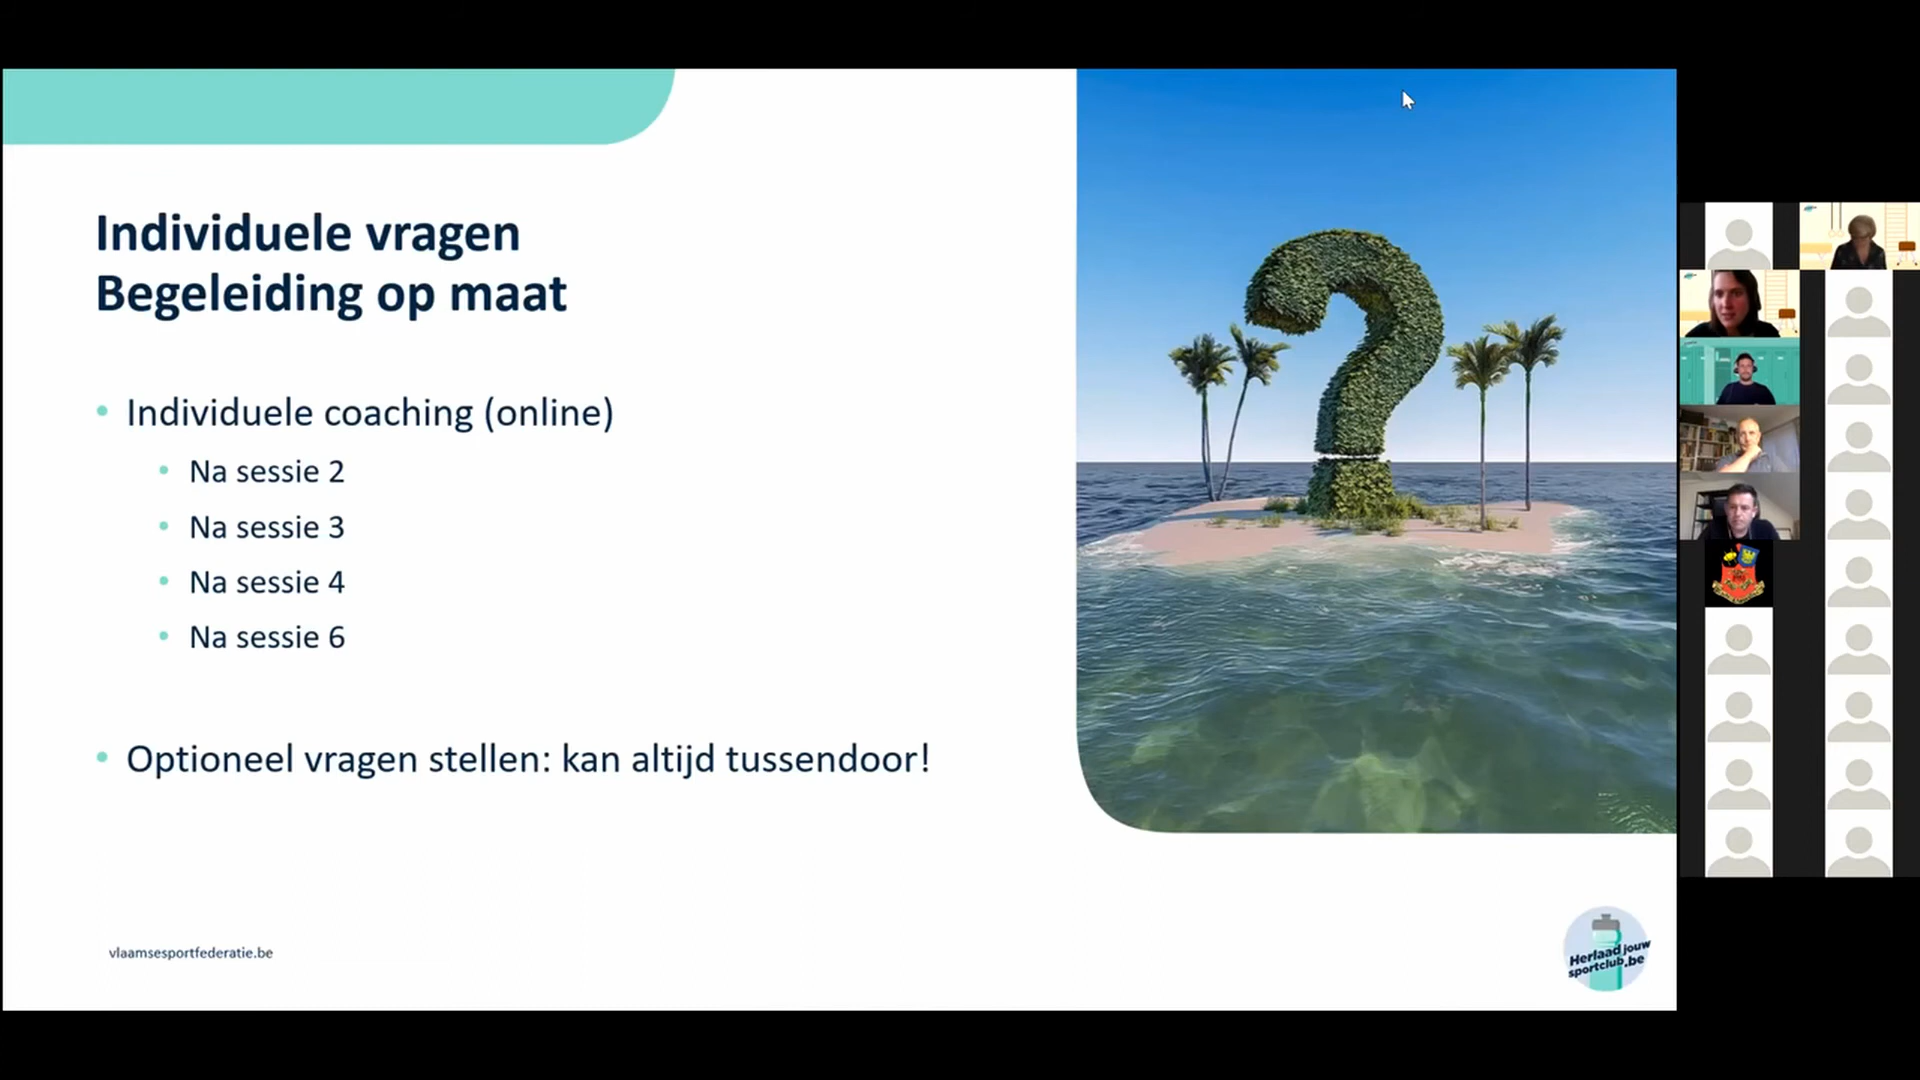 Individuele vragen
Begeleiding op maat
• Individuele coaching (online)
• Na sessie 2
• Na sessie 3
• Na sessie 4
• Na sessie 6
• Optioneel vragen stellen: kan altijd tussendoor!
vlaamsesportfederatie.be
Herlaad jouw
sportclub.be